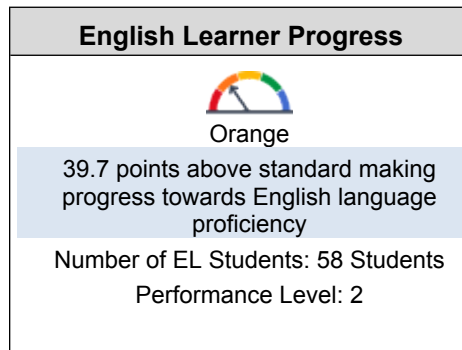 English Learner Progress
Orange
39.7 points above standard making
progress towards English language
proficiency
Number of EL Students: 58 Students
Performance Level: 2